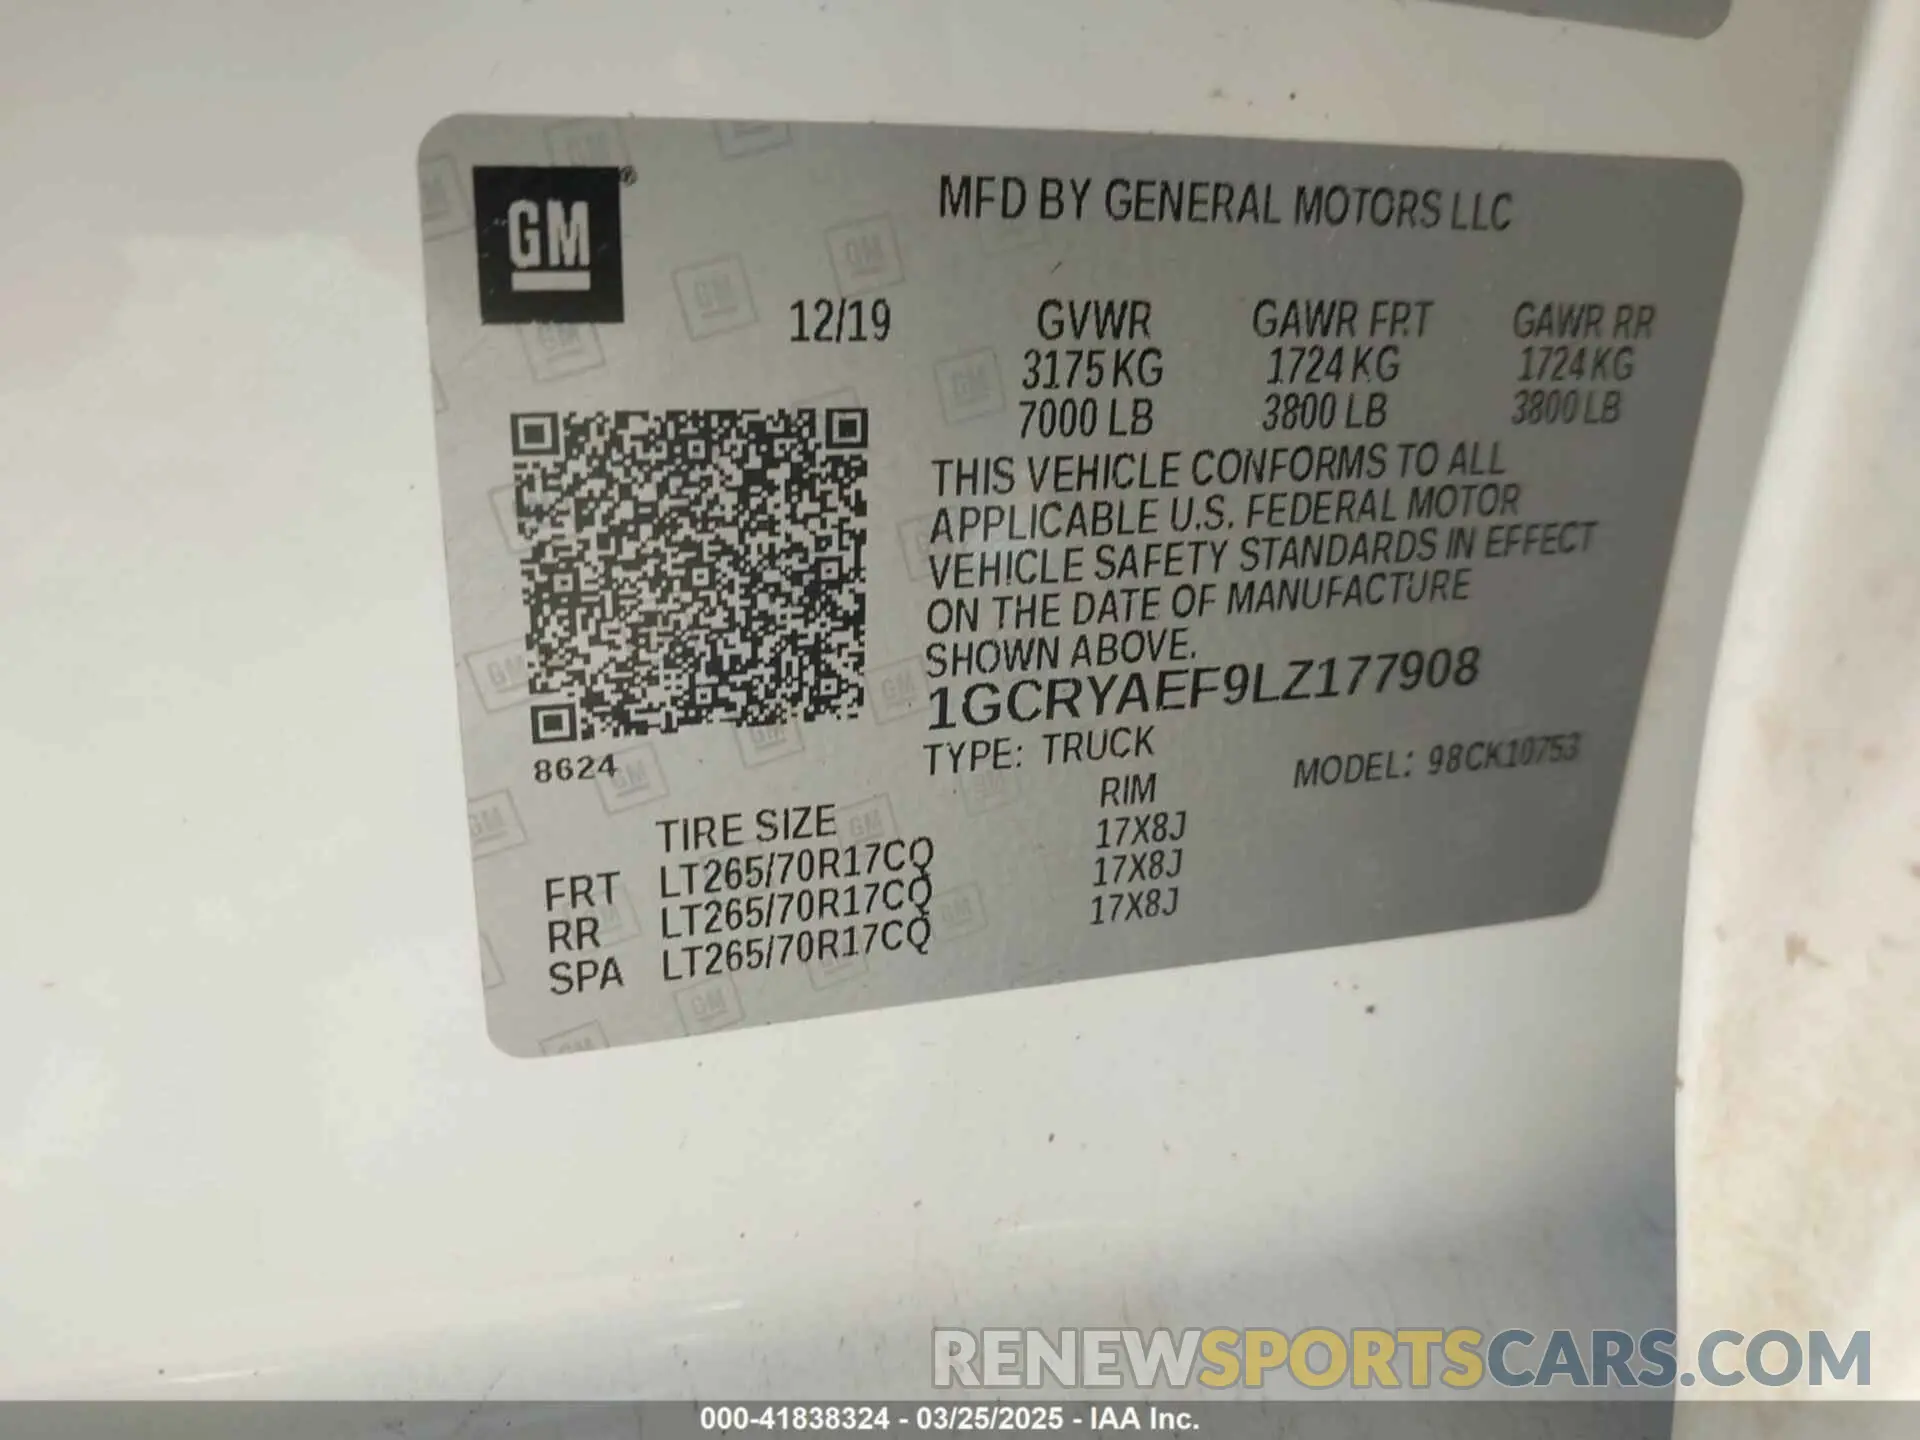 GM®
MFD BY GENERAL MOTORS LLC
12/19
GVWR GAWR FRT GAWR RR
3175 KG 1724 KG 1724 KG
7000 LB 3800 LB 3800 LB
THIS VEHICLE CONFORMS TO ALL
APPLICABLE U.S. FEDERAL MOTOR
VEHICLE SAFETY STANDARDS IN EFFECT
ON THE DATE OF MANUFACTURE
SHOWN ABOVE.
1GCRYAEF9LZ177908
8624
TYPE: TRUCK MODEL: 98CK10753
TIRE SIZE RIM
FRT LT265/70R17CQ 17X8J
RR LT265/70R17CQ 17X8J
SPA LT265/70R17CQ 17X8J
RENEWSPORTSCARS.COM
000-41838324 - 03/25/2025 - IAA Inc.